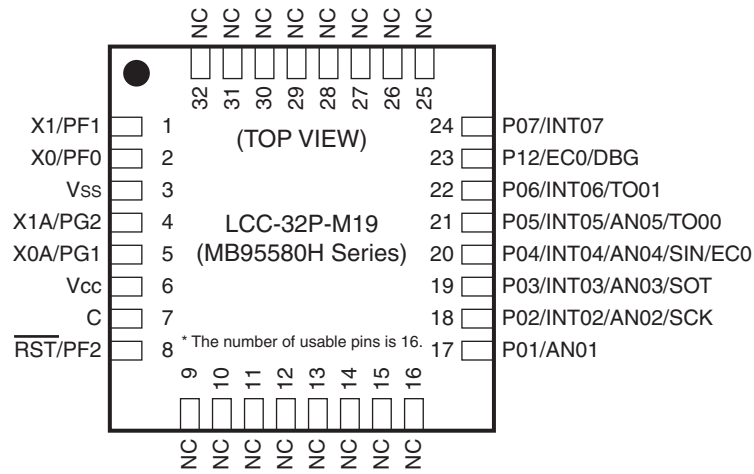 NC NC NC NC NC NC NC NC
32 31 30 29 28 27 26 25
(TOP VIEW)
LCC-32P-M19
(MB95580H Series)
* The number of usable pins is 16.
X1/PF1 1
X0/PF0 2
Vss 3
X1A/PG2 4
X0A/PG1 5
Vcc 6
C 7
RST/PF2 8
24 P07/INT07
23 P12/EC0/DBG
22 P06/INT06/TO01
21 P05/INT05/AN05/TO00
20 P04/INT04/AN04/SIN/EC0
19 P03/INT03/AN03/SOT
18 P02/INT02/AN02/SCK
17 P01/AN01
9 10 11 12 13 14 15 16
NC NC NC NC NC NC NC NC